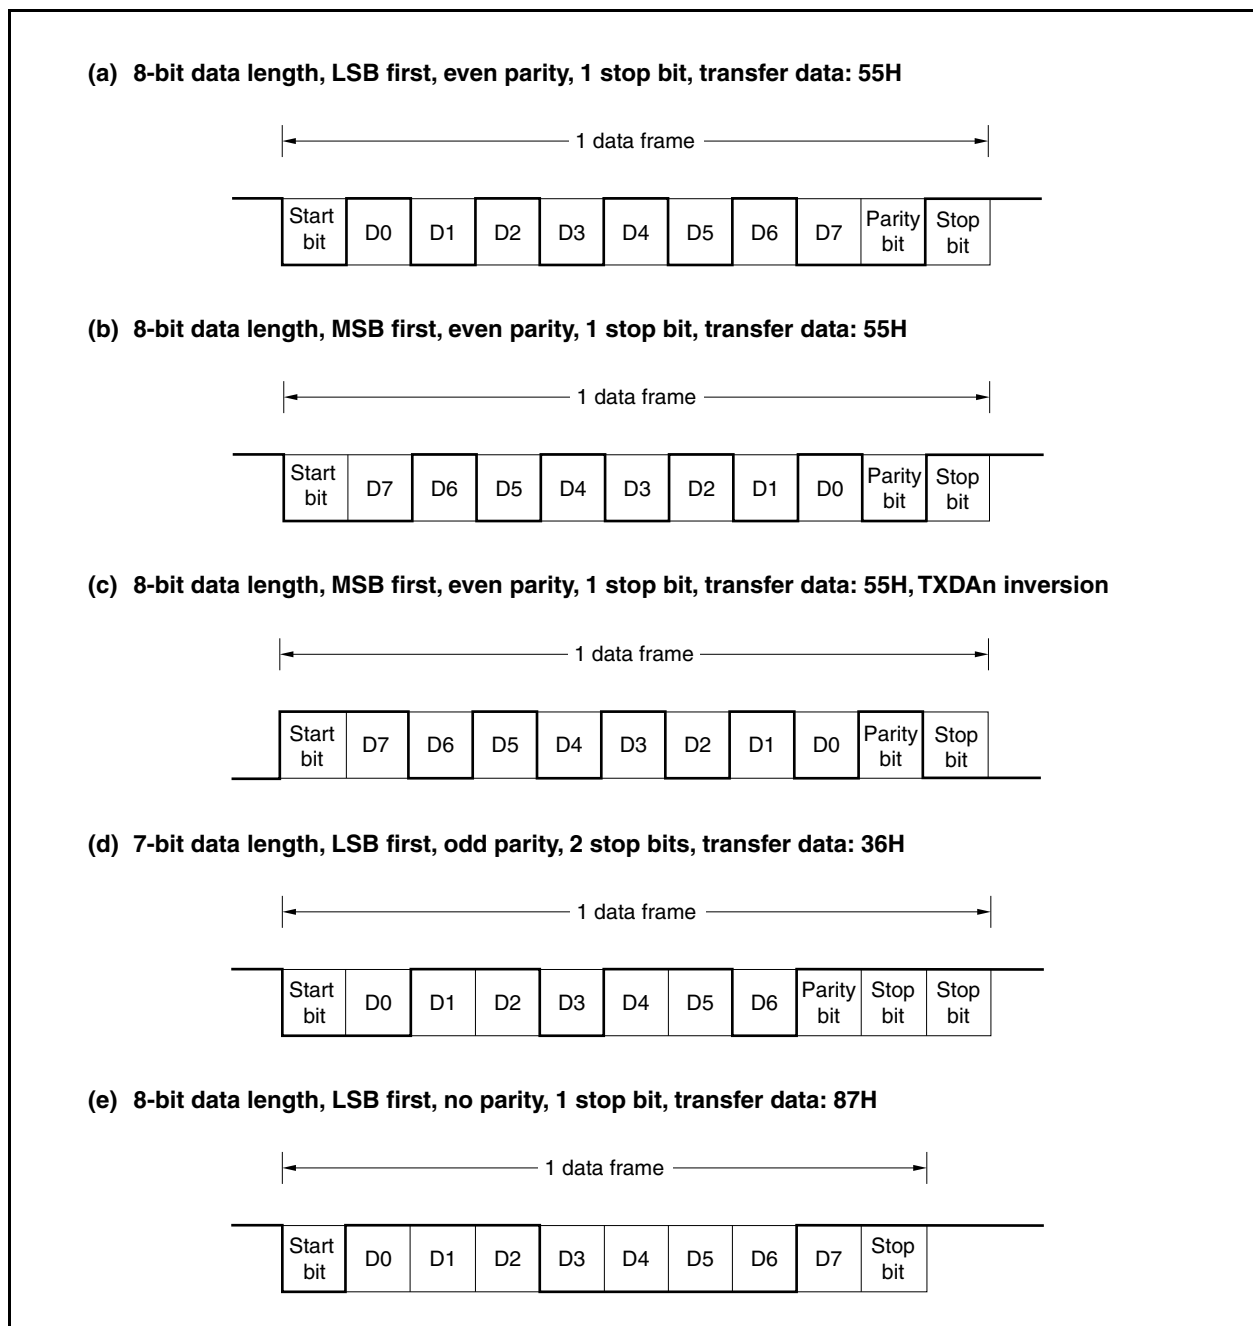 (a) 8-bit data length, LSB first, even parity, 1 stop bit, transfer data: 55H
1 data frame
Start bit D0 D1 D2 D3 D4 D5 D6 D7 Parity bit Stop bit
(b) 8-bit data length, MSB first, even parity, 1 stop bit, transfer data: 55H
1 data frame
Start bit D7 D6 D5 D4 D3 D2 D1 D0 Parity bit Stop bit
(c) 8-bit data length, MSB first, even parity, 1 stop bit, transfer data: 55H, TXDAn inversion
1 data frame
Start bit D7 D6 D5 D4 D3 D2 D1 D0 Parity bit Stop bit
(d) 7-bit data length, LSB first, odd parity, 2 stop bits, transfer data: 36H
1 data frame
Start bit D0 D1 D2 D3 D4 D5 D6 Parity bit Stop bit Stop bit
(e) 8-bit data length, LSB first, no parity, 1 stop bit, transfer data: 87H
1 data frame
Start bit D0 D1 D2 D3 D4 D5 D6 D7 Stop bit